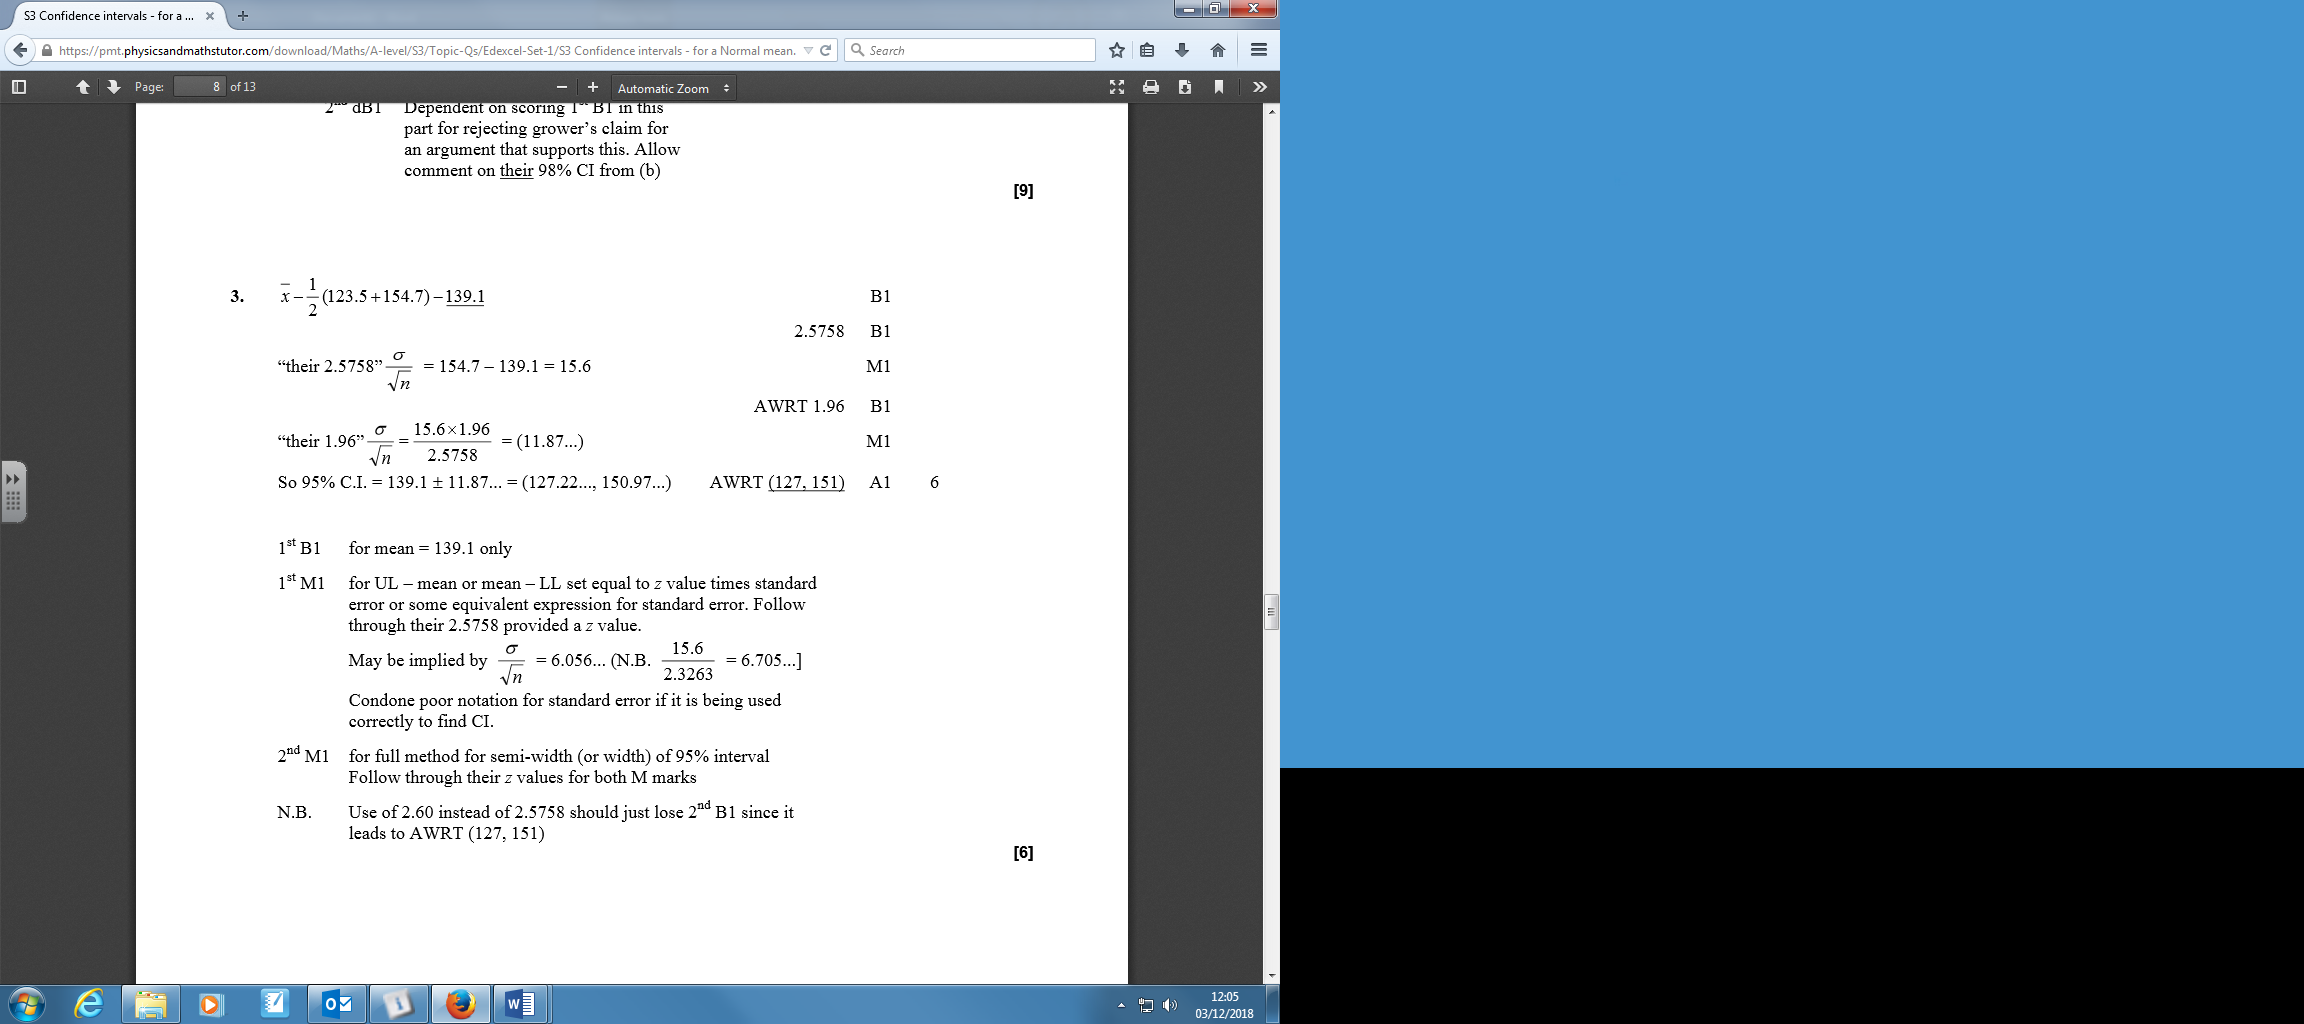 S3 Confidence intervals - for a ... × +
https://pmt.physicsandmathstutor.com/download/Maths/A-level/S3/Topic-Qs/Edexcel-Set-1/S3 Confidence intervals - for a Normal mean. Search
Page: 8 of 13 − + Automatic Zoom
2nd dB1 Dependent on scoring 1st B1 in this
part for rejecting grower's claim for
an argument that supports this. Allow
comment on their 98% CI from (b)
[9]
3. x̄ – 1/2 (123.5 + 154.7) – 139.1 B1
2.5758 B1
“their 2.5758” σ/√n = 154.7 – 139.1 = 15.6 M1
AWRT 1.96 B1
“their 1.96” σ/√n = 15.6×1.96/2.5758 = (11.87...) M1
So 95% C.I. = 139.1 ± 11.87... = (127.22..., 150.97...) AWRT (127, 151) A1 6
1st B1 for mean = 139.1 only
1st M1 for UL – mean or mean – LL set equal to z value times standard
error or some equivalent expression for standard error. Follow
through their 2.5758 provided a z value.
May be implied by σ/√n = 6.056... (N.B. 15.6/2.3263 = 6.705...]
Condone poor notation for standard error if it is being used
correctly to find CI.
2nd M1 for full method for semi-width (or width) of 95% interval
Follow through their z values for both M marks
N.B. Use of 2.60 instead of 2.5758 should just lose 2nd B1 since it
leads to AWRT (127, 151)
[6]
12:05
03/12/2018